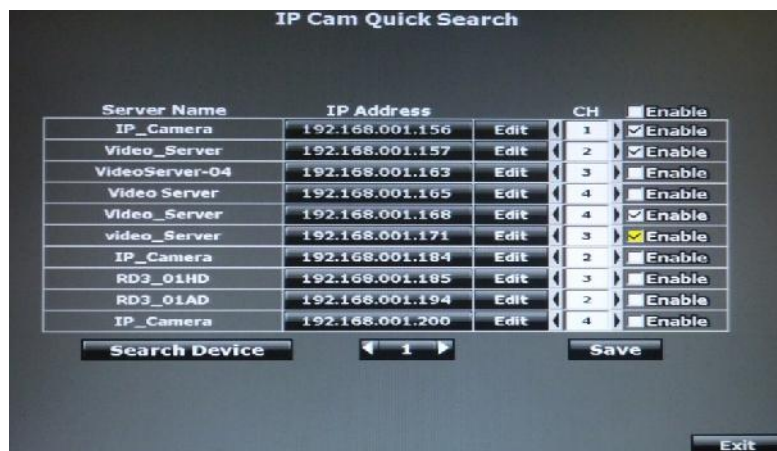 IP Cam Quick Search
Server Name IP Address CH Enable
IP_Camera 192.168.001.156 Edit 1 Enable
Video_Server 192.168.001.157 Edit 2 Enable
VideoServer-04 192.168.001.163 Edit 3 Enable
Video Server 192.168.001.165 Edit 4 Enable
VIdeo_Server 192.168.001.168 Edit 4 Enable
video_Server 192.168.001.171 Edit 3 Enable
IP_Camera 192.168.001.184 Edit 2 Enable
RD3_01HD 192.168.001.185 Edit 3 Enable
RD3_01AD 192.168.001.194 Edit 2 Enable
IP_Camera 192.168.001.200 Edit 4 Enable
Search Device 1 Save
Exit